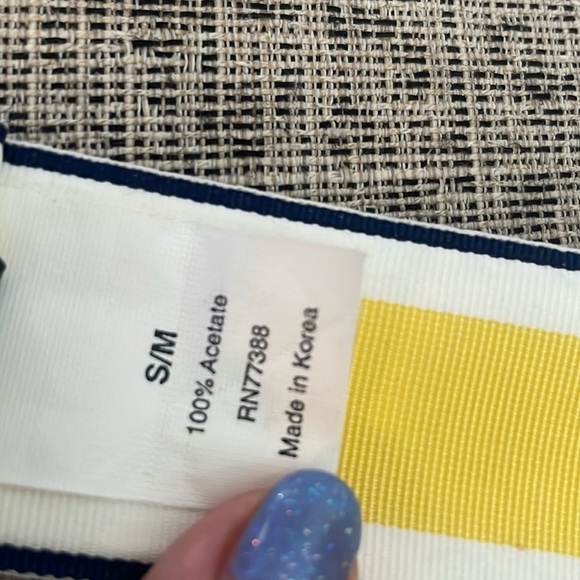 S/M
100% Acetate
RN77388
Made in Korea